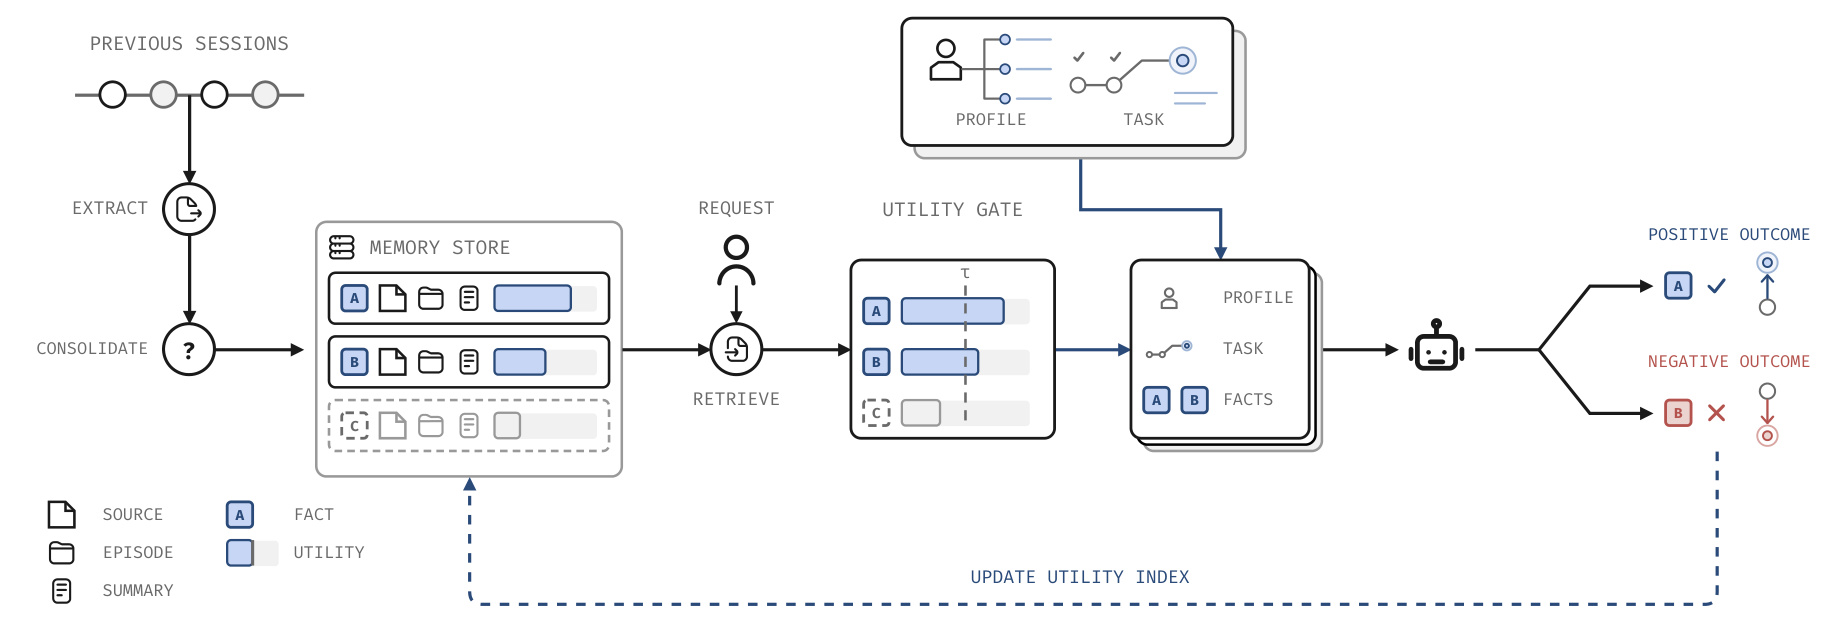 PREVIOUS SESSIONS
EXTRACT
CONSOLIDATE
?
MEMORY STORE
A
B
C
REQUEST
RETRIEVE
UTILITY GATE
τ
A
B
C
PROFILE
TASK
PROFILE
TASK
A B FACTS
POSITIVE OUTCOME
A
NEGATIVE OUTCOME
B
SOURCE
A FACT
EPISODE
UTILITY
SUMMARY
UPDATE UTILITY INDEX